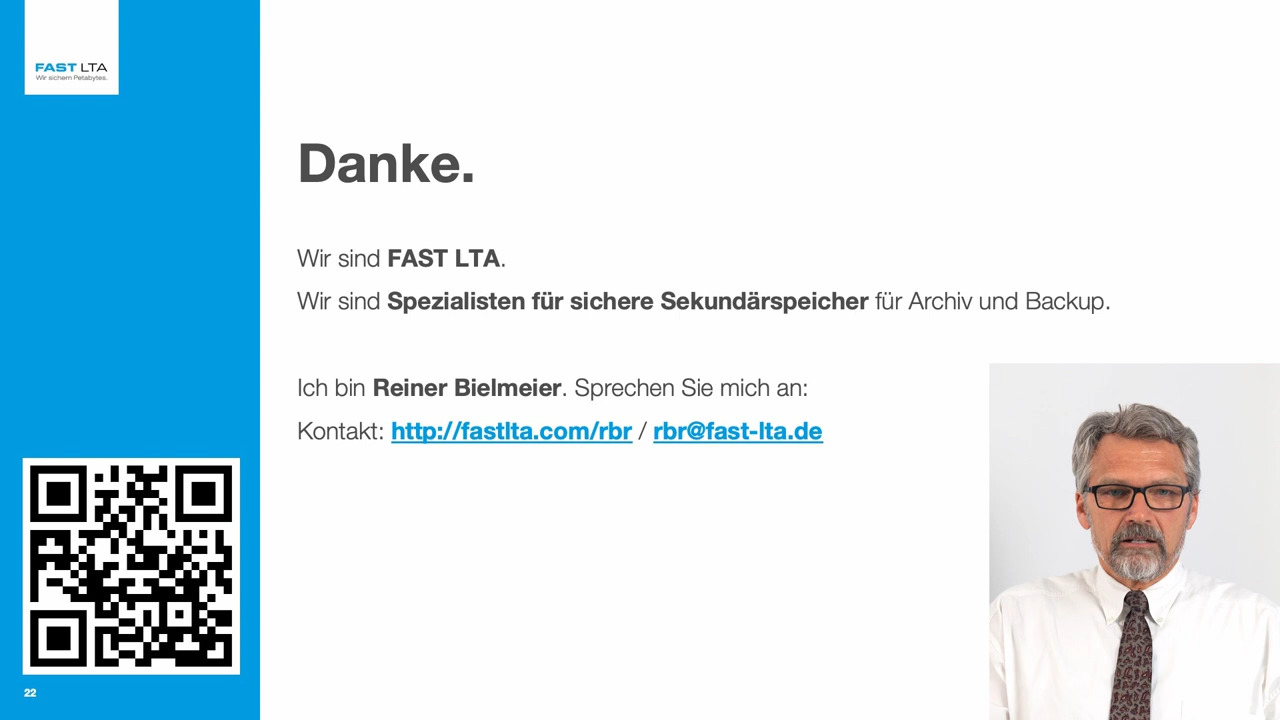 FAST LTA
Wir sichern Petabytes.
Danke.
Wir sind FAST LTA.
Wir sind Spezialisten für sichere Sekundärspeicher für Archiv und Backup.
Ich bin Reiner Bielmeier. Sprechen Sie mich an:
Kontakt: http://fastlta.com/rbr / rbr@fast-lta.de
22